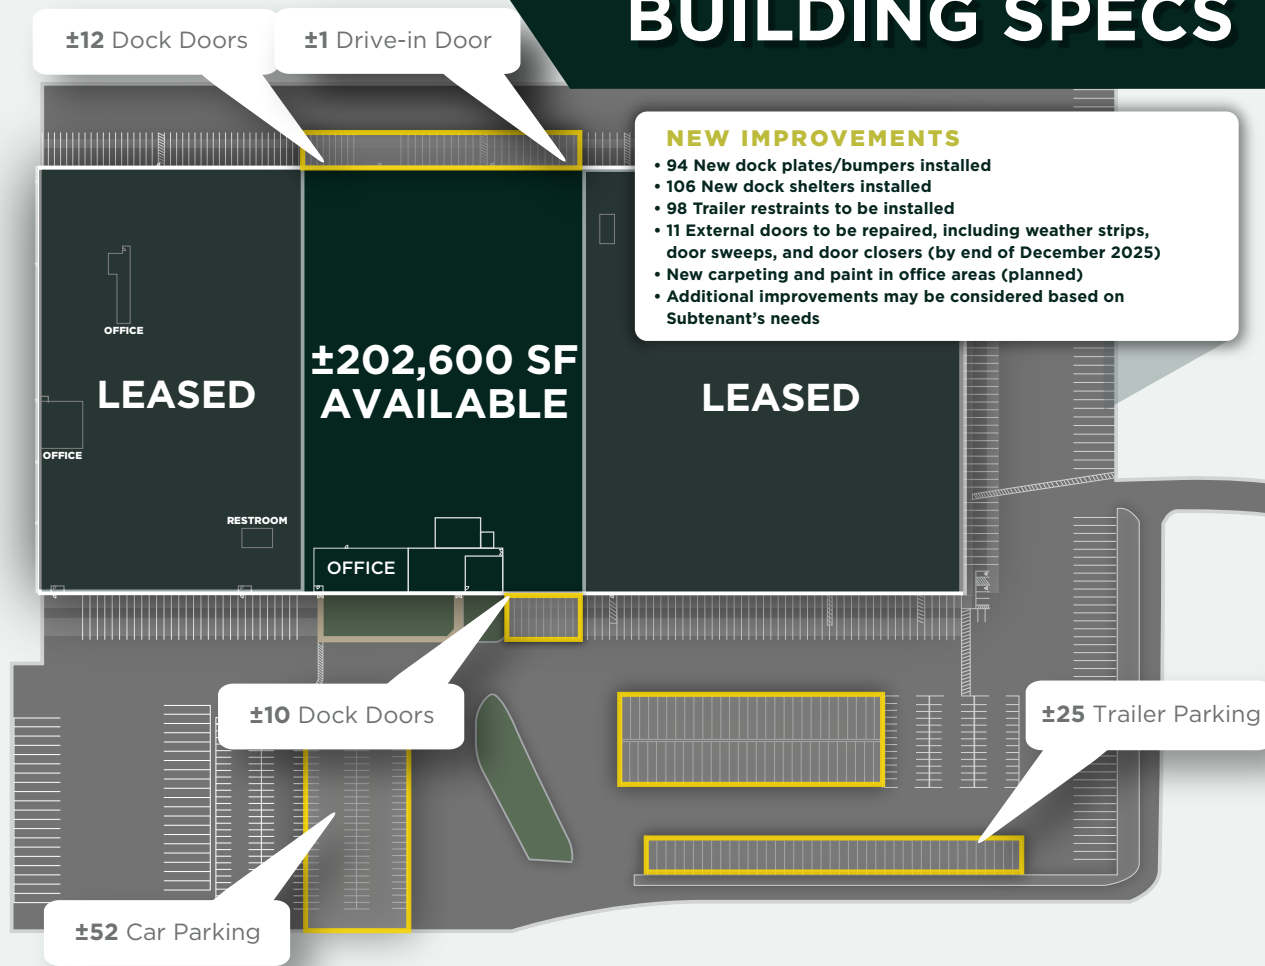 BUILDING SPECS
±12 Dock Doors
±1 Drive-in Door
NEW IMPROVEMENTS
• 94 New dock plates/bumpers installed
• 106 New dock shelters installed
• 98 Trailer restraints to be installed
• 11 External doors to be repaired, including weather strips,
door sweeps, and door closers (by end of December 2025)
• New carpeting and paint in office areas (planned)
• Additional improvements may be considered based on
Subtenant's needs
OFFICE
LEASED
±202,600 SF
AVAILABLE
LEASED
OFFICE
RESTROOM
OFFICE
±10 Dock Doors
±25 Trailer Parking
±52 Car Parking